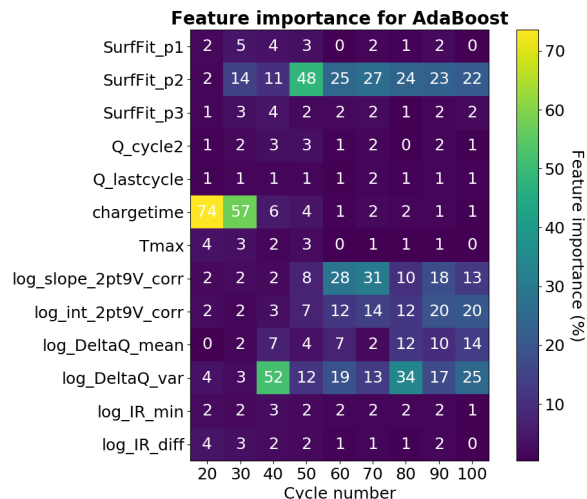 Feature importance for AdaBoost
SurfFit_p1 2 5 4 3 0 2 1 2 0
SurfFit_p2 2 14 11 48 25 27 24 23 22
SurfFit_p3 1 3 4 2 2 2 1 2 2
Q_cycle2 1 2 3 3 1 2 0 2 1
Q_lastcycle 1 1 1 1 1 2 1 1 1
chargetime 74 57 6 4 1 2 2 1 1
Tmax 4 3 2 3 0 1 1 1 0
log_slope_2pt9V_corr 2 2 2 8 28 31 10 18 13
log_int_2pt9V_corr 2 2 3 7 12 14 12 20 20
log_DeltaQ_mean 0 2 7 4 7 2 12 10 14
log_DeltaQ_var 4 3 52 12 19 13 34 17 25
log_IR_min 2 2 3 2 2 2 2 2 1
log_IR_diff 4 3 2 2 1 1 1 2 0
20 30 40 50 60 70 80 90 100
Cycle number
70
60
50
40
30
20
10
Feature importance (%)